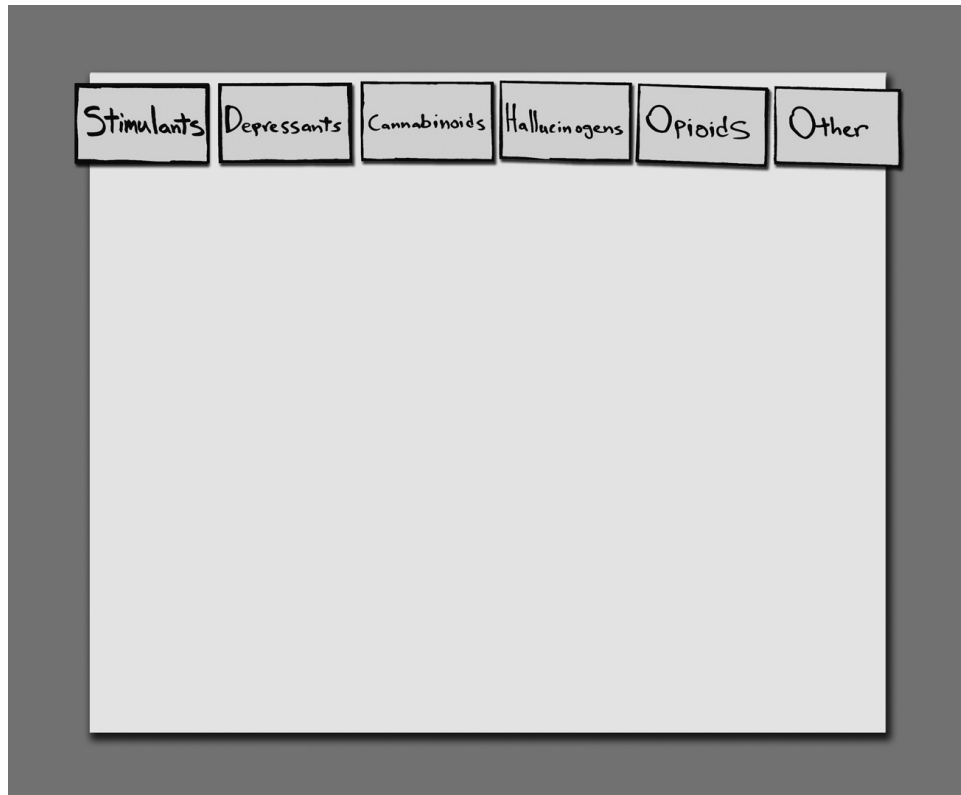 Stimulants
Depressants
Cannabinoids
Hallucinogens
Opioids
Other